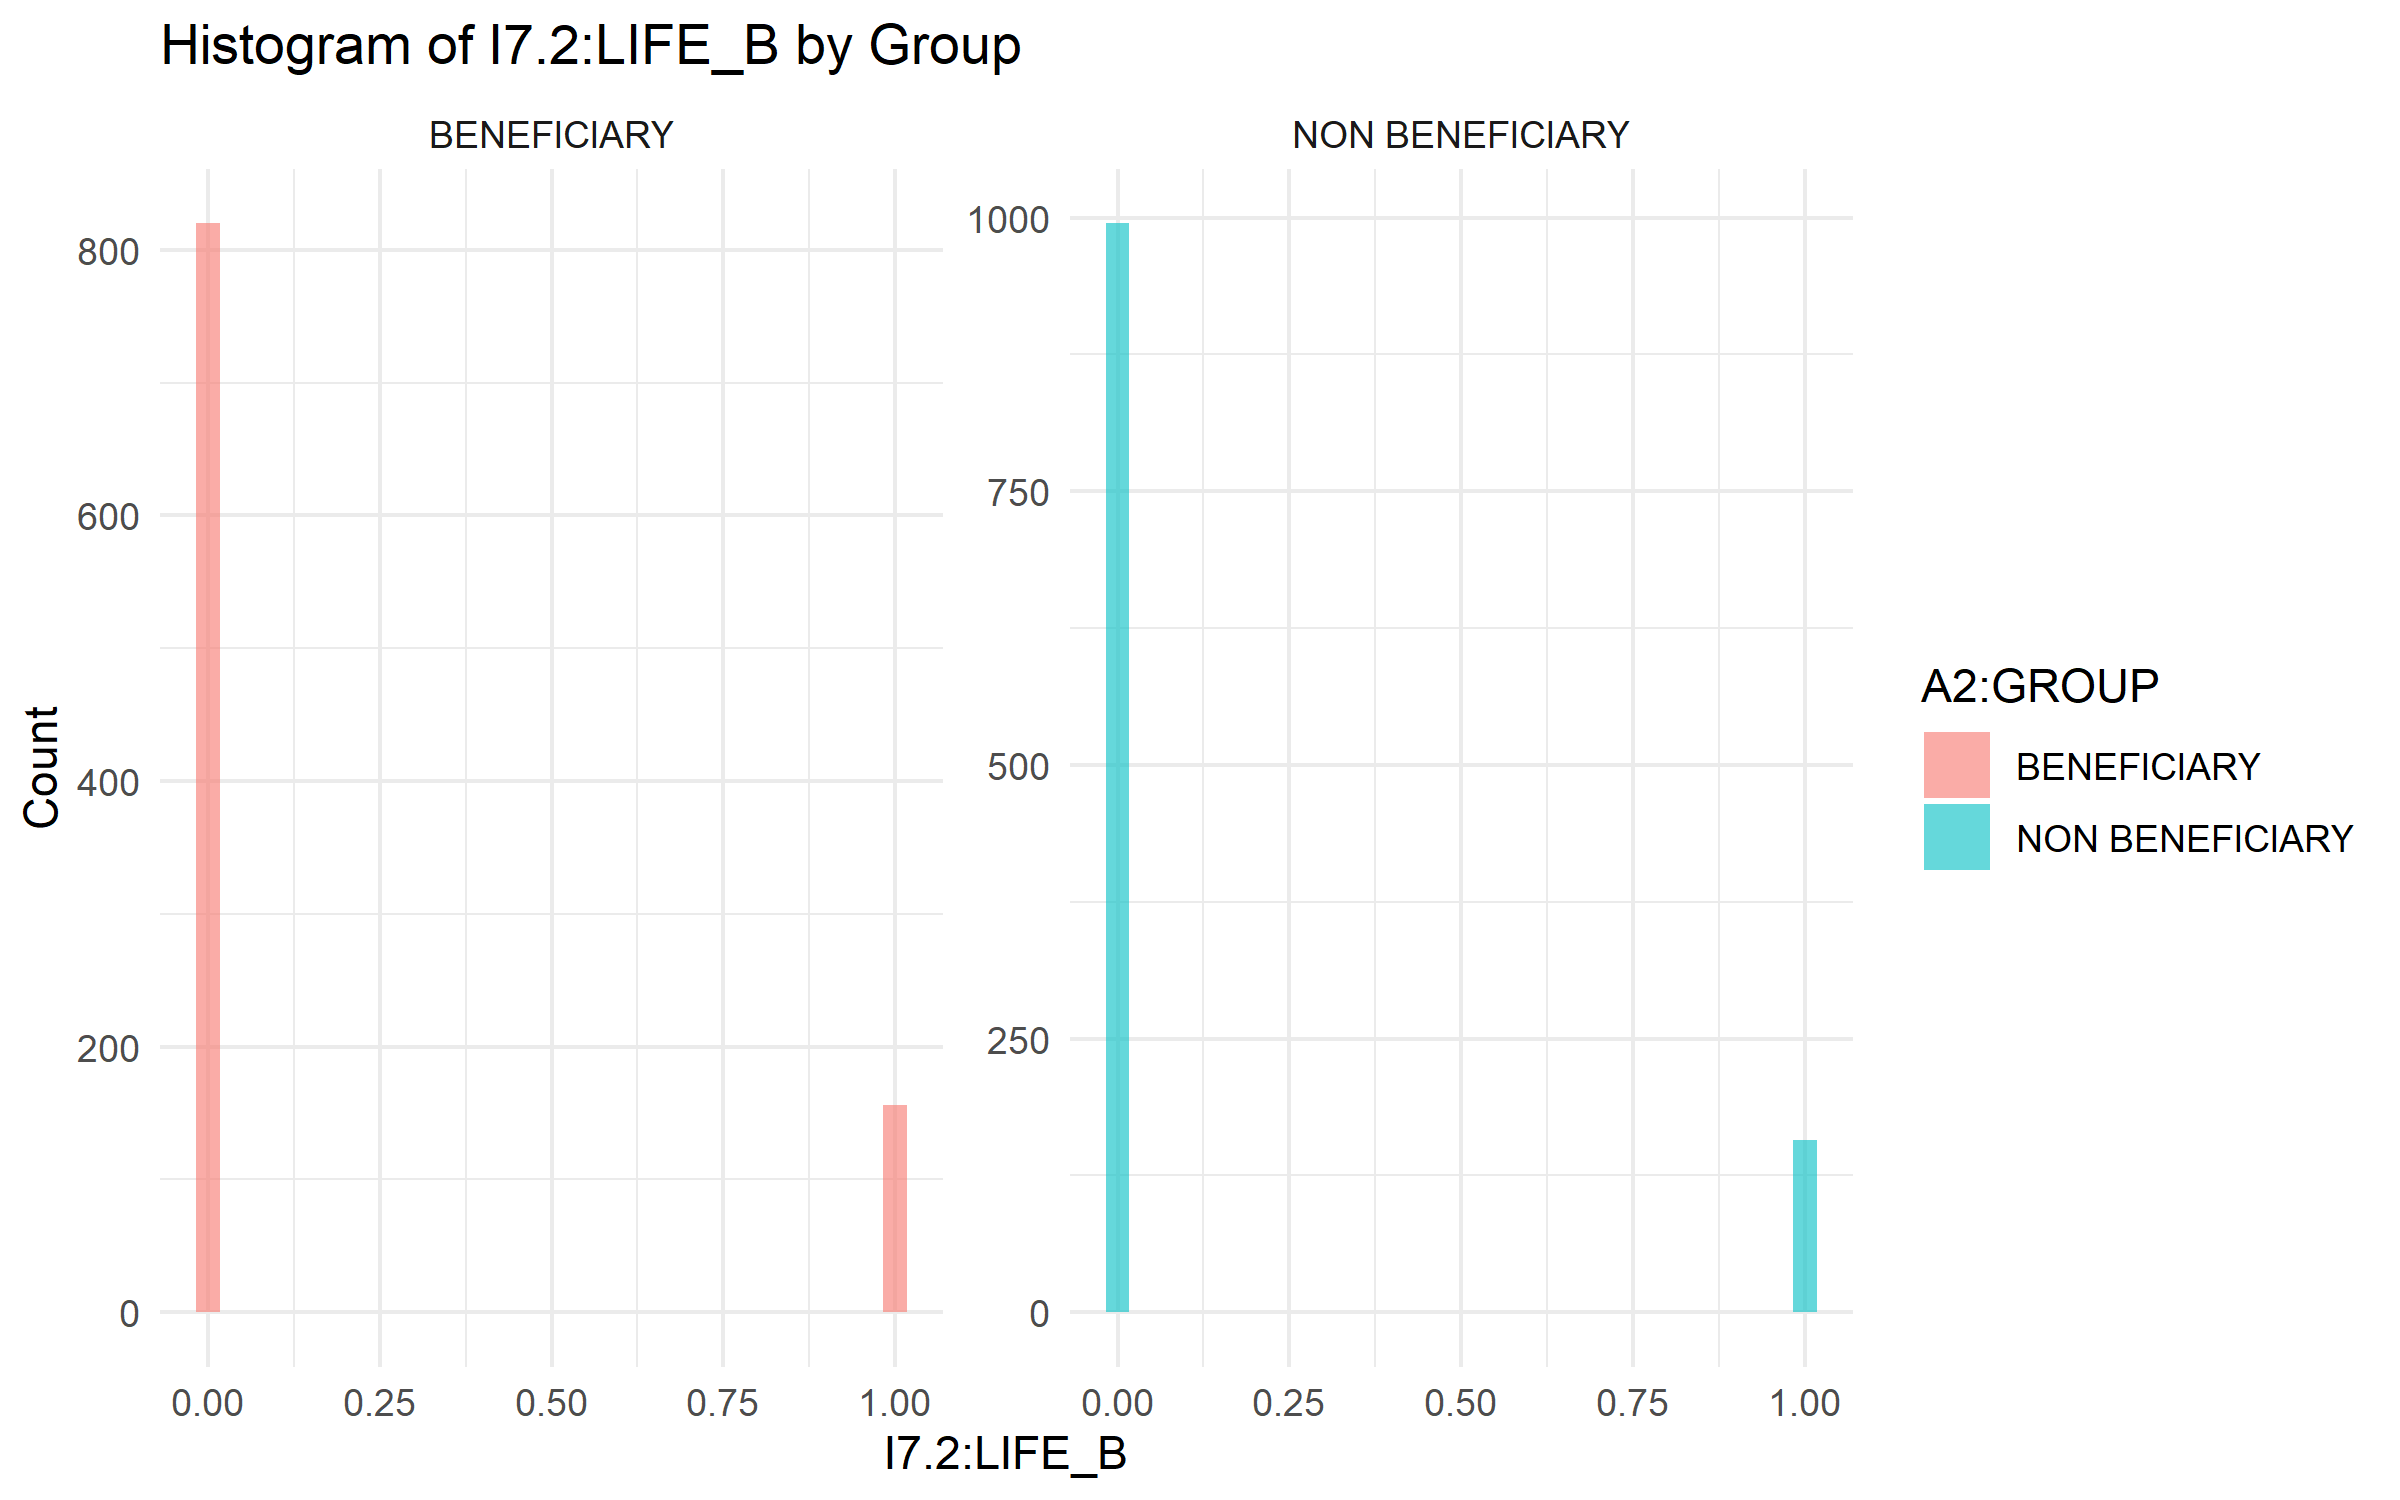 Histogram of I7.2:LIFE_B by Group
BENEFICIARY
NON BENEFICIARY
Count
800
600
400
200
0
1000
750
500
250
0
0.00 0.25 0.50 0.75 1.00
0.00 0.25 0.50 0.75 1.00
I7.2:LIFE_B
A2:GROUP
BENEFICIARY
NON BENEFICIARY